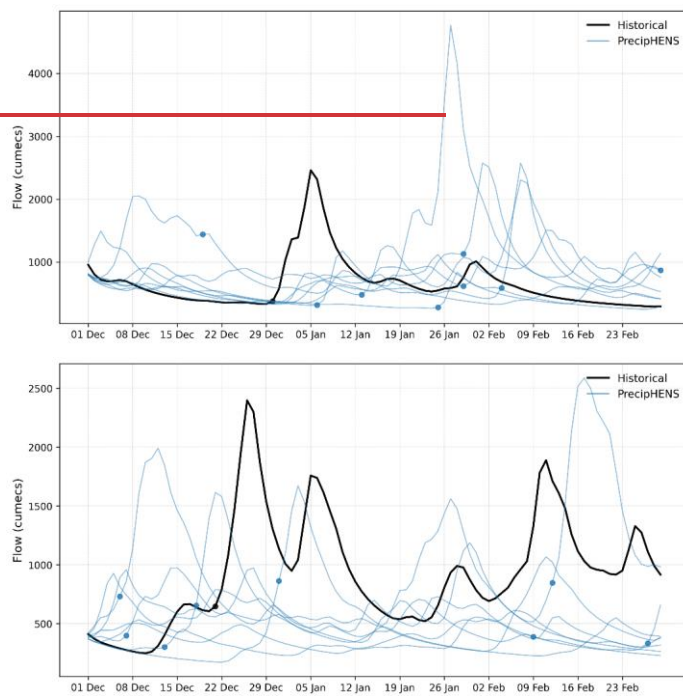 Historical
PrecipHENS
4000
3000
2000
1000
Flow (cumecs)
01 Dec 08 Dec 15 Dec 22 Dec 29 Dec 05 Jan 12 Jan 19 Jan 26 Jan 02 Feb 09 Feb 16 Feb 23 Feb
Historical
PrecipHENS
2500
2000
1500
1000
500
Flow (cumecs)
01 Dec 08 Dec 15 Dec 22 Dec 29 Dec 05 Jan 12 Jan 19 Jan 26 Jan 02 Feb 09 Feb 16 Feb 23 Feb